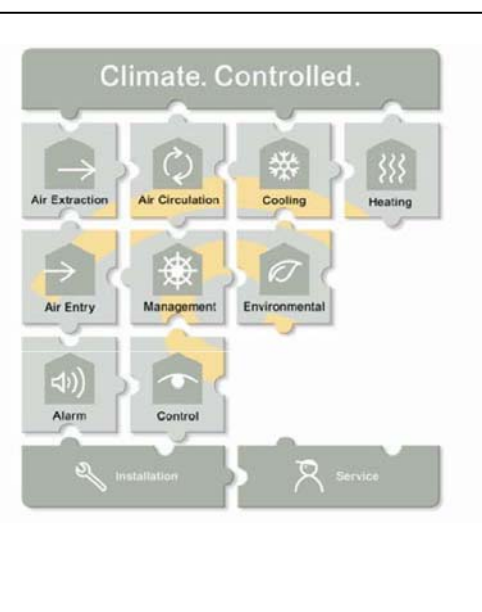 Climate. Controlled.
Air Extraction
Air Circulation
Cooling
Heating
Air Entry
Management
Environmental
Alarm
Control
Installation
Service